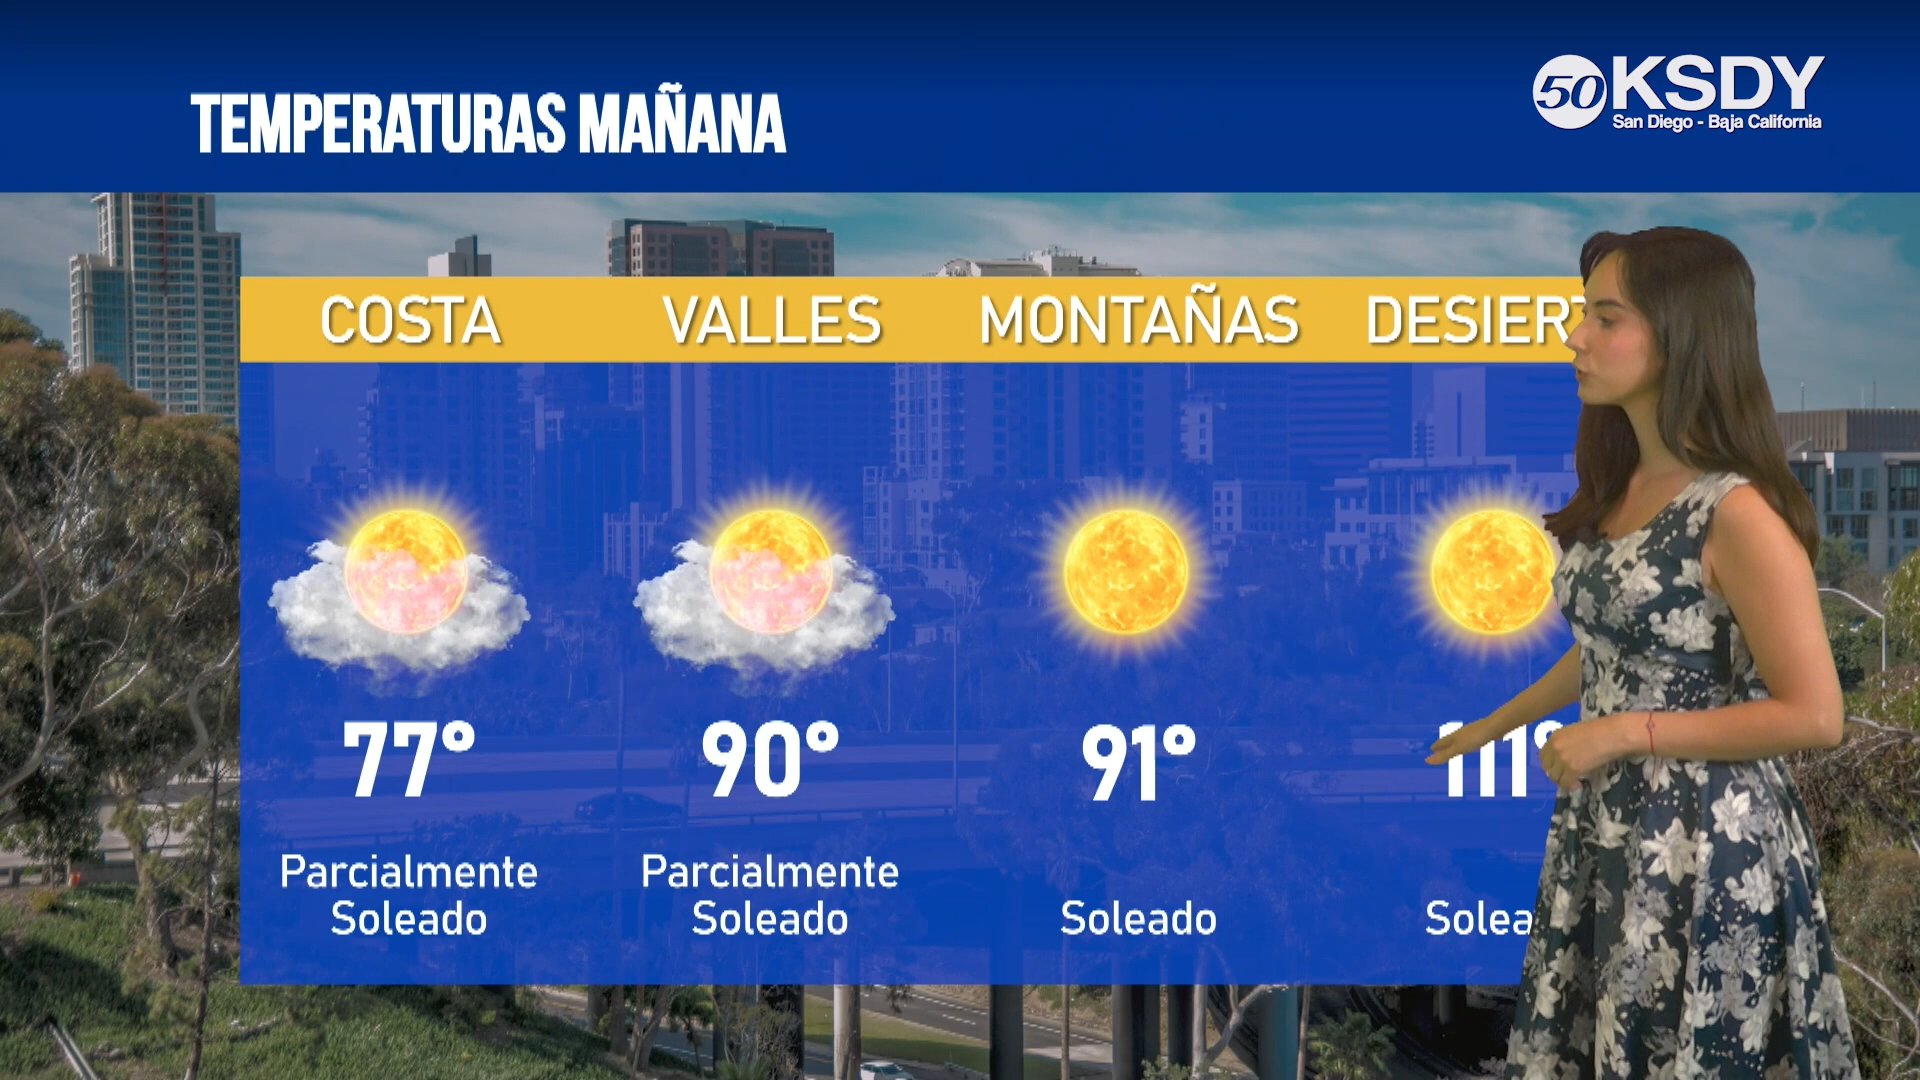 TEMPERATURAS MAÑANA
50 KSDY
San Diego - Baja California
COSTA VALLES MONTAÑAS
77° 90° 91° 111°
Parcialmente Parcialmente
Soleado Soleado Soleado